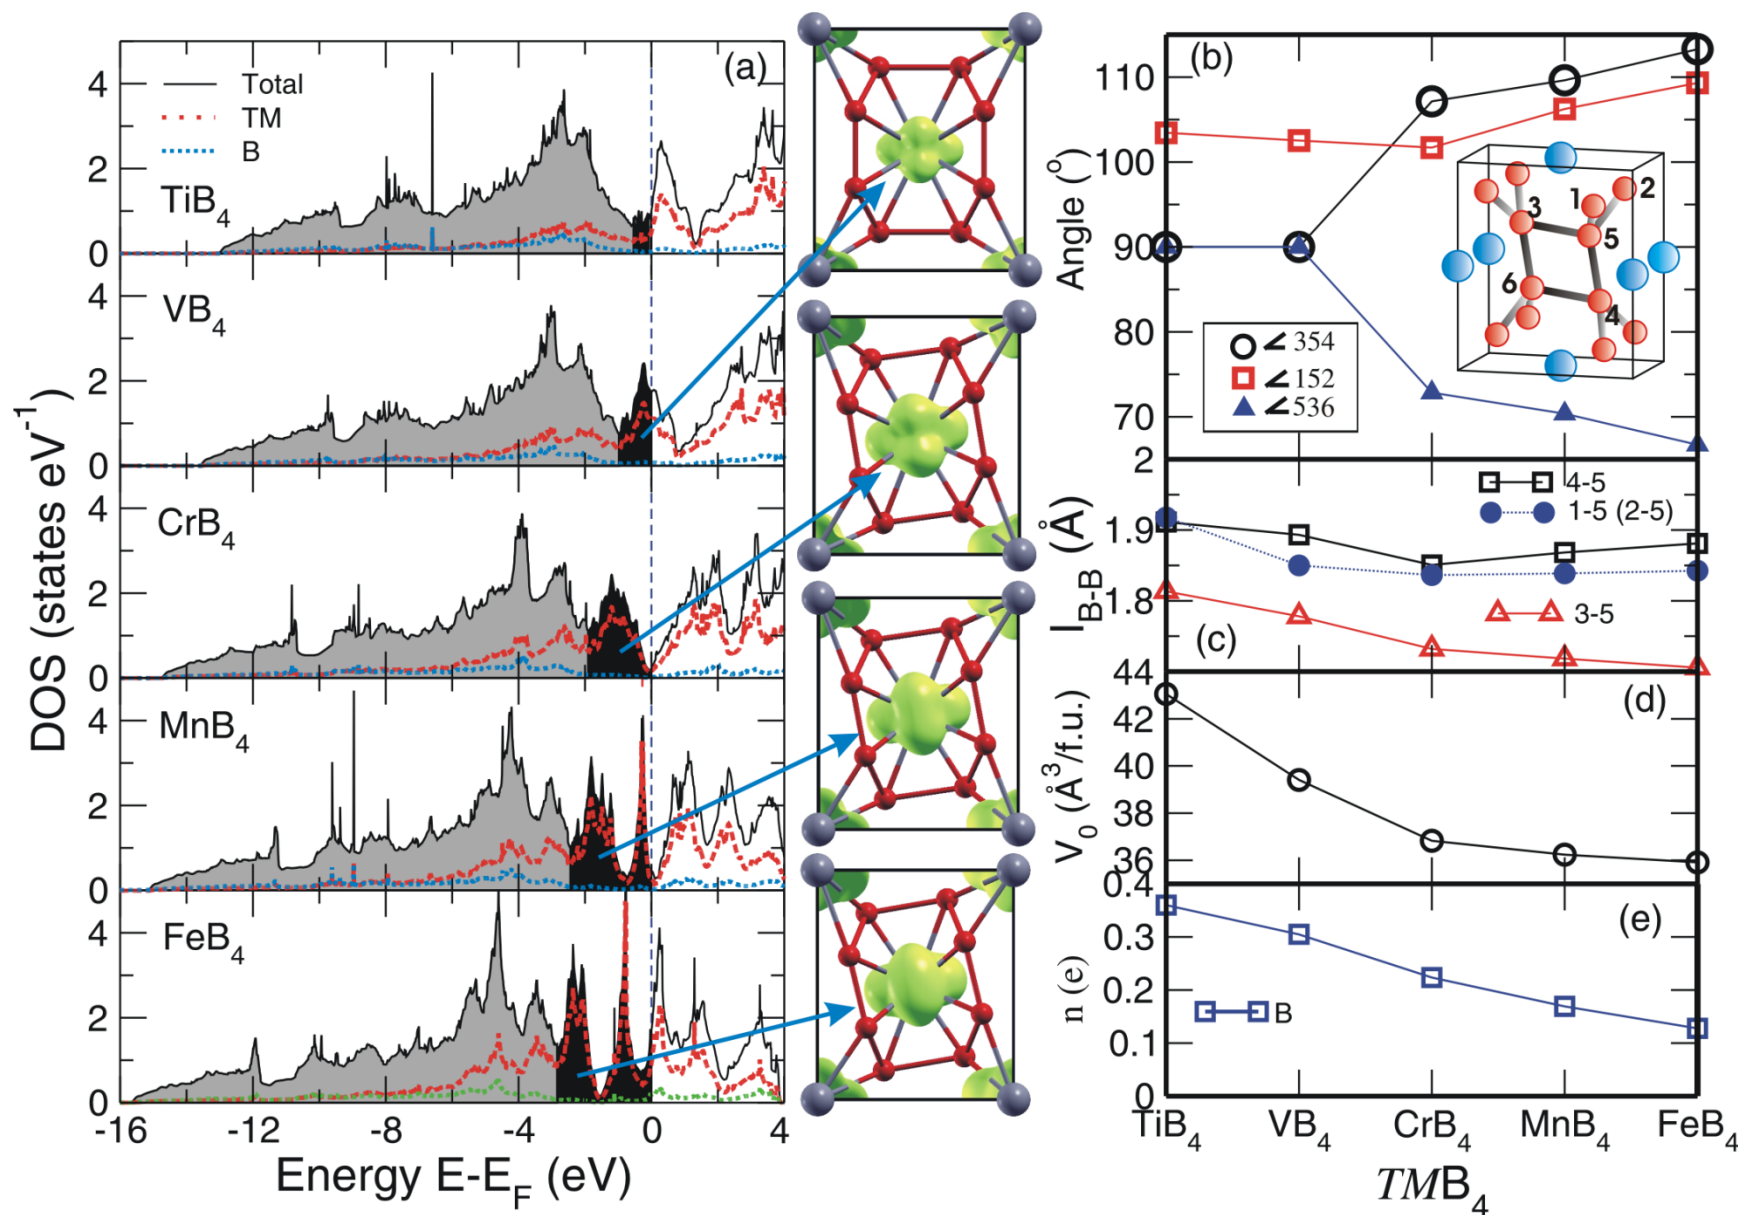 (a)
Total
TM
B
TiB4
VB4
CrB4
MnB4
FeB4
4
2
0
4
2
0
4
2
0
4
2
0
4
2
0
-16
-12
-8
-4
0
4
DOS (states eV-1)
Energy E-EF (eV)
(b)
110
100
90
80
70
Angle (o)
∠ 354
∠ 152
∠536
1
2
3
5
6
4
2
1.9
1.8
lB-B (Å)
4-5
1-5 (2-5)
3-5
(c)
44
42
40
38
36
V0 (Å3/f.u.)
(d)
0.4
0.3
0.2
0.1
0
n (e)
B
(e)
TiB4
VB4
CrB4
MnB4
FeB4
TMB4